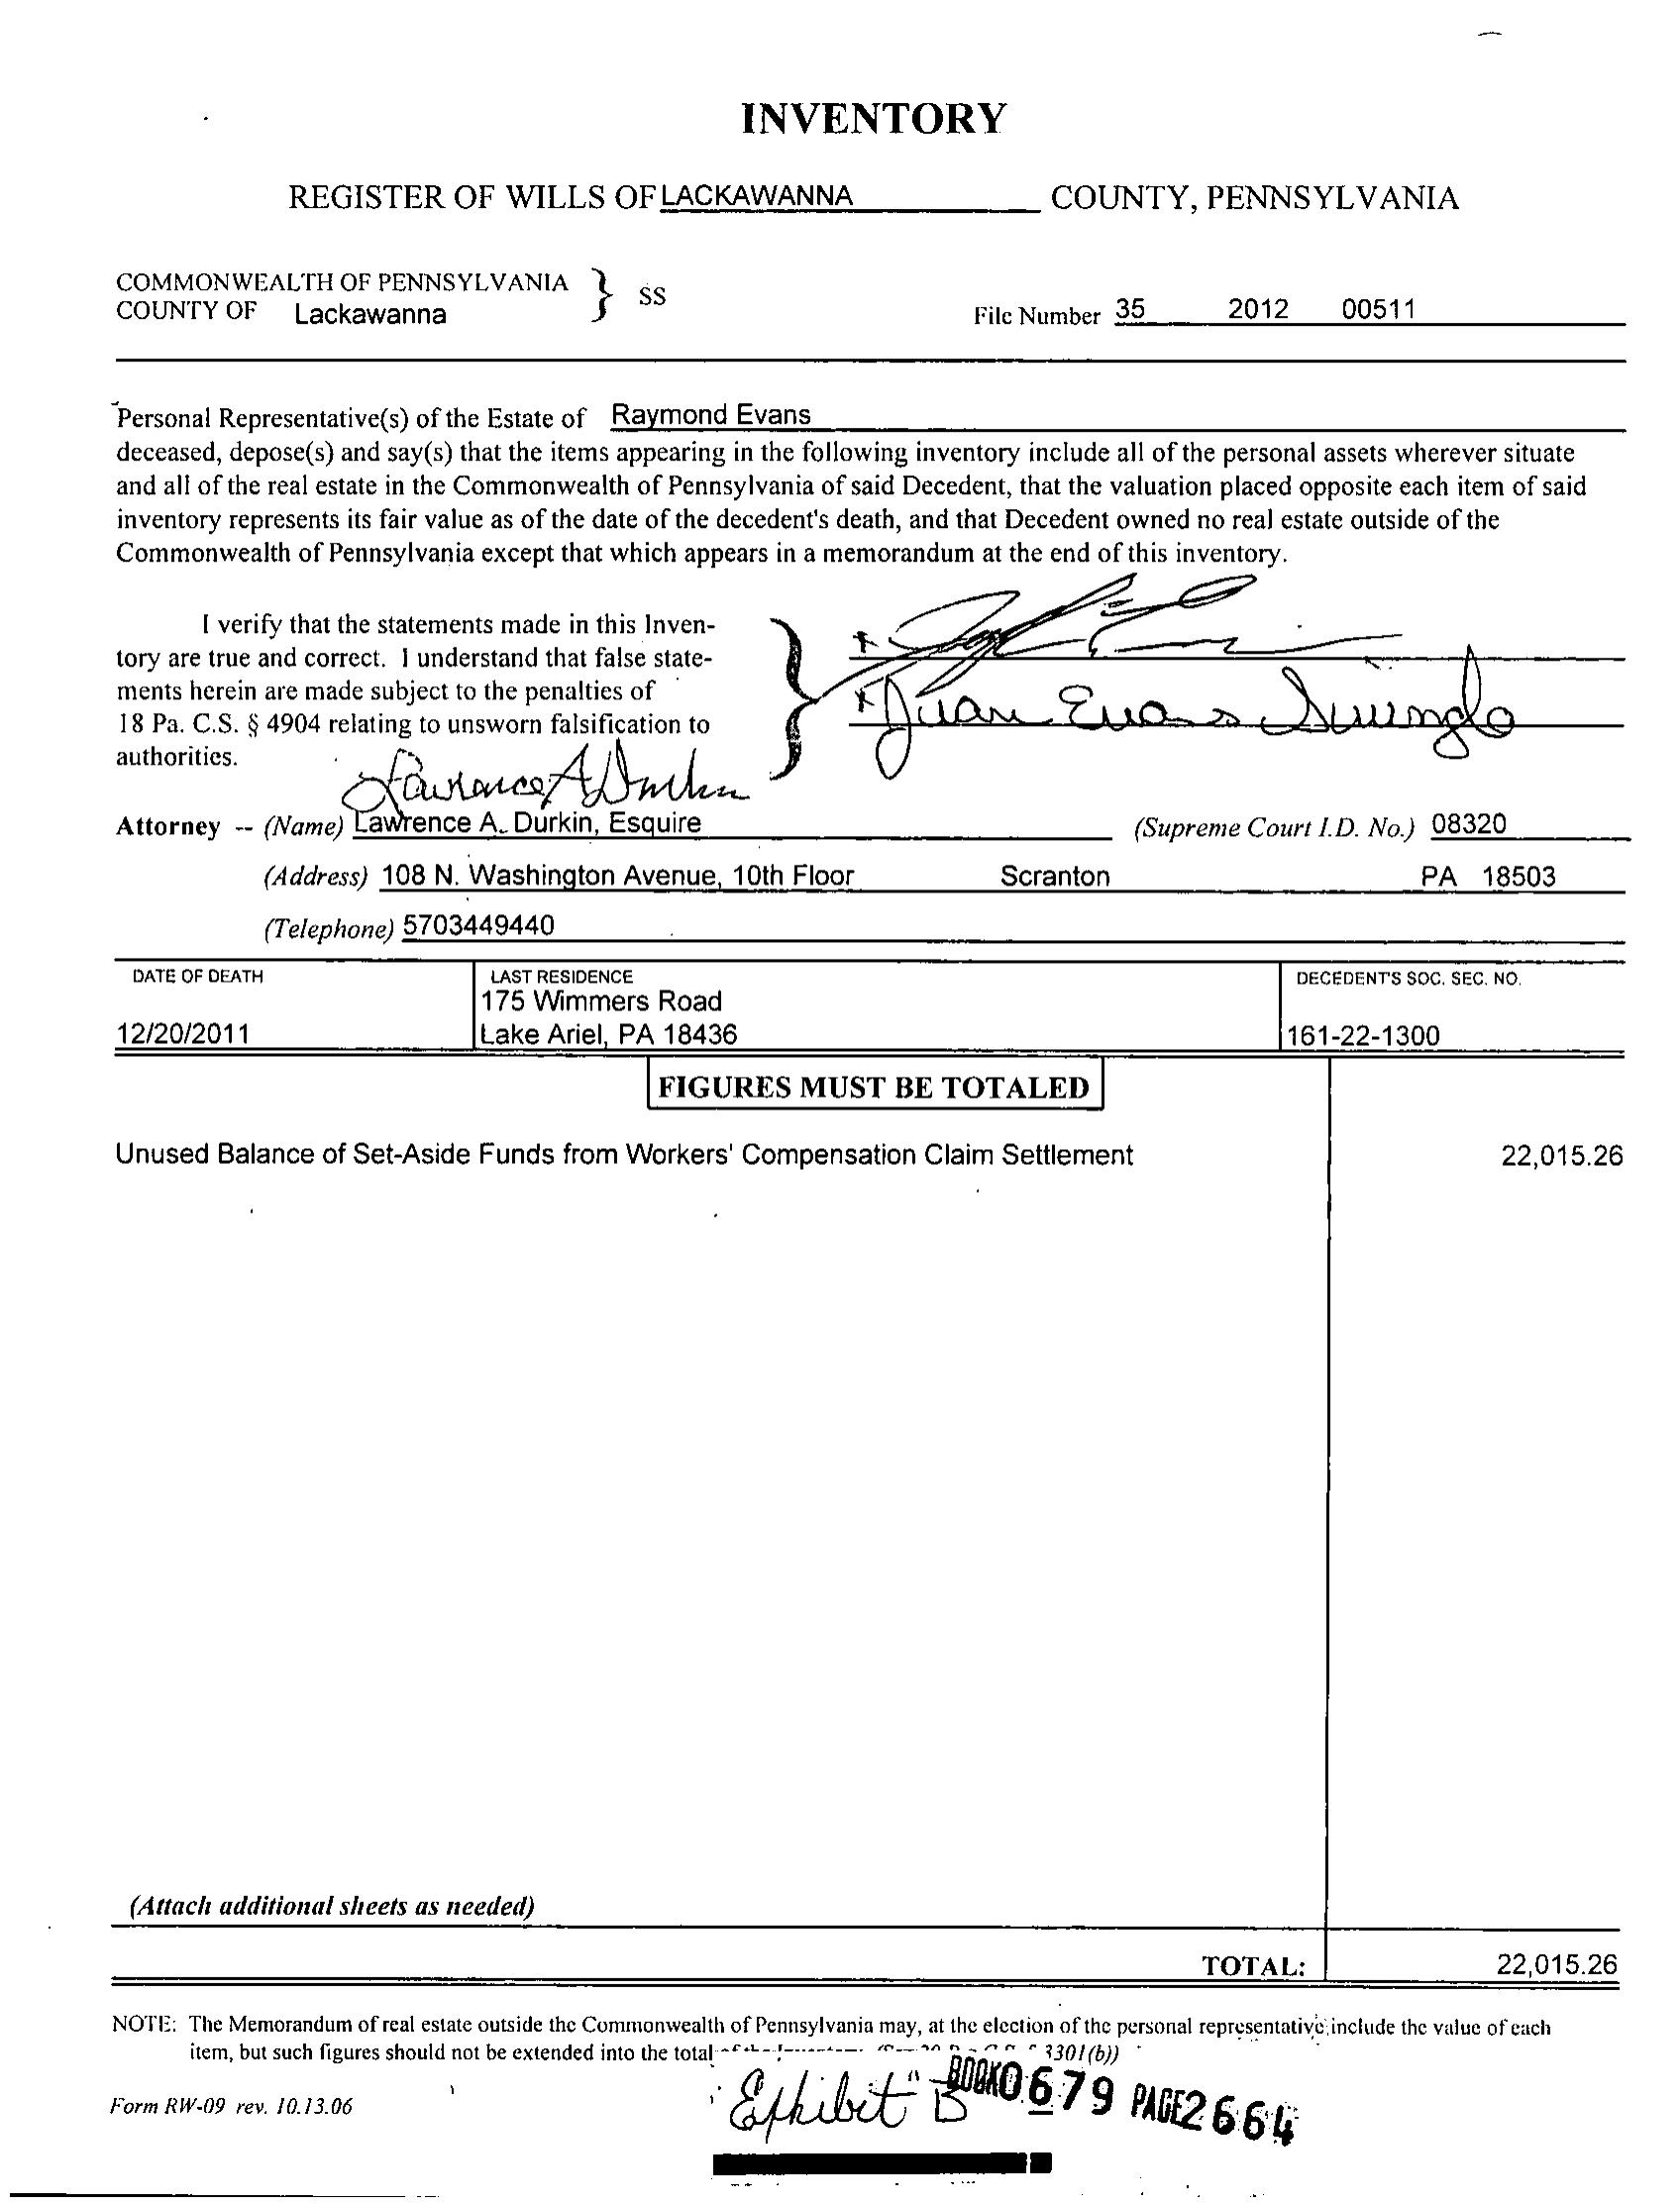 INVENTORY
REGISTER OF WILLS OF LACKAWANNA COUNTY, PENNSYLVANIA
COMMONWEALTH OF PENNSYLVANIA } SS
COUNTY OF Lackawanna
File Number 35 2012 00511
Personal Representative(s) of the Estate of Raymond Evans
deceased, depose(s) and say(s) that the items appearing in the following inventory include all of the personal assets wherever situate
and all of the real estate in the Commonwealth of Pennsylvania of said Decedent, that the valuation placed opposite each item of said
inventory represents its fair value as of the date of the decedent's death, and that Decedent owned no real estate outside of the
Commonwealth of Pennsylvania except that which appears in a memorandum at the end of this inventory.
I verify that the statements made in this Inven-
tory are true and correct. I understand that false state-
ments herein are made subject to the penalties of
18 Pa. C.S. § 4904 relating to unsworn falsification to
authorities.
Evans
Lawrence A Durkin
Attorney -- (Name) Lawrence A. Durkin, Esquire (Supreme Court I.D. No.) 08320
(Address) 108 N. Washington Avenue, 10th Floor Scranton PA 18503
(Telephone) 5703449440
DATE OF DEATH
12/20/2011
LAST RESIDENCE
175 Wimmers Road
Lake Ariel, PA 18436
DECEDENT'S SOC. SEC. NO.
161-22-1300
FIGURES MUST BE TOTALED
Unused Balance of Set-Aside Funds from Workers' Compensation Claim Settlement 22,015.26
(Attach additional sheets as needed)
TOTAL: 22,015.26
NOTE: The Memorandum of real estate outside the Commonwealth of Pennsylvania may, at the election of the personal representative, include the value of each
item, but such figures should not be extended into the total 3301(b))
Form RW-09 rev. 10.13.06
Exhibit "B
BOOK0679 PAGE2664